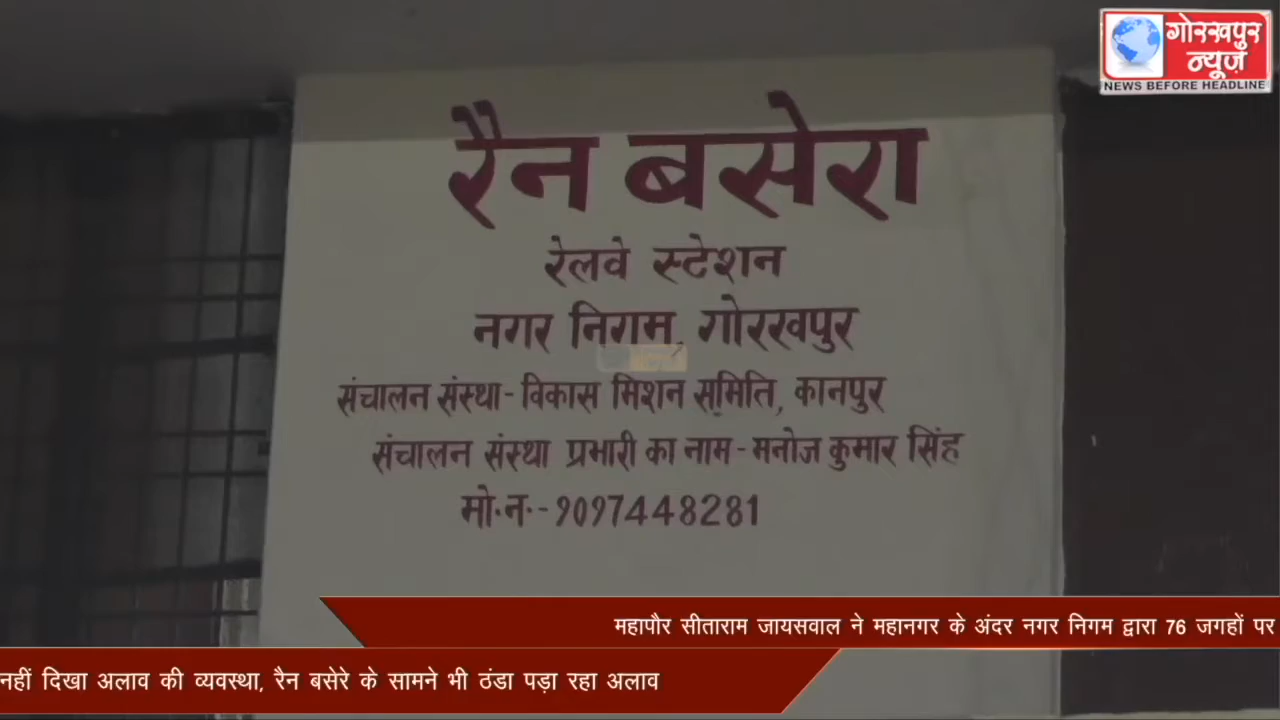 गोरखपुर
न्यूज़
NEWS BEFORE HEADLINE
रैन बसेरा
रेलवे स्टेशन
नगर निगम, गोरखपुर
संचालन संस्था- विकास मिशन समिति, कानपुर
संचालन संस्था प्रभारी का नाम - मनोज कुमार सिंह
मो.न.-9097448281
महापौर सीताराम जायसवाल ने महानगर के अंदर नगर निगम द्वारा 76 जगहों पर
नहीं दिखा अलाव की व्यवस्था, रैन बसेरे के सामने भी ठंडा पड़ा रहा अलाव